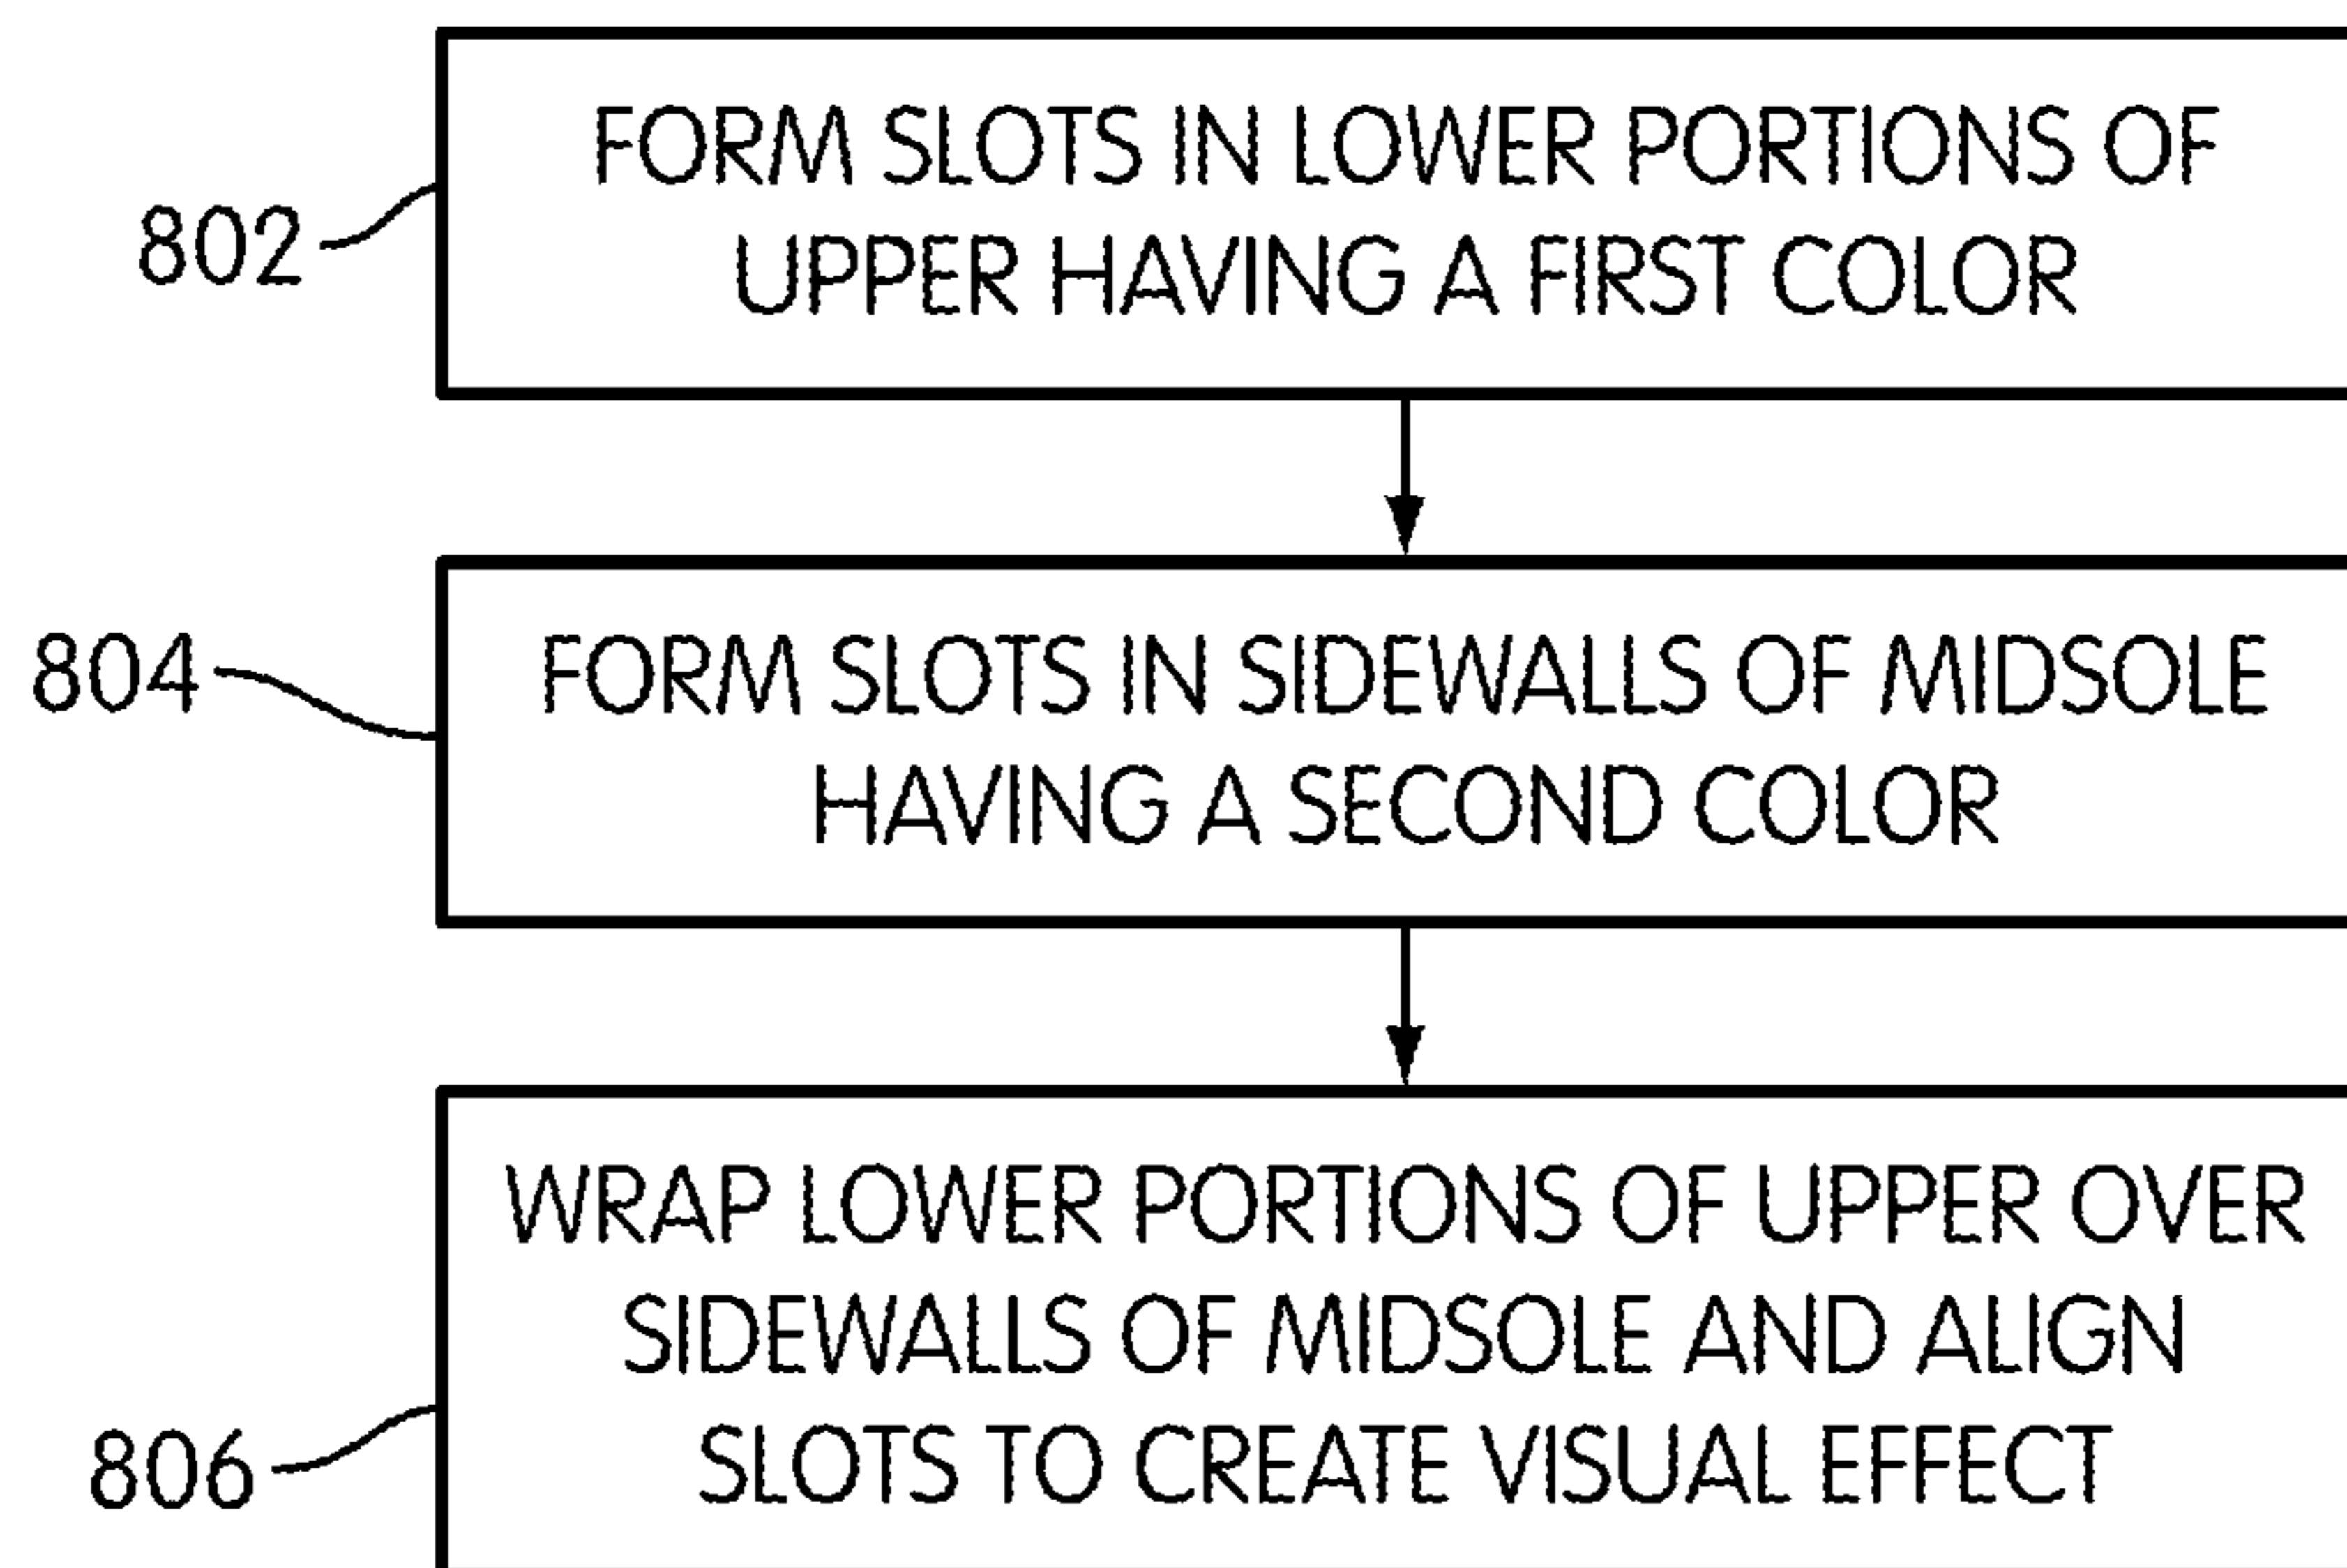 FORM SLOTS IN LOWER PORTIONS OF
UPPER HAVING A FIRST COLOR
802
804
FORM SLOTS IN SIDEWALLS OF MIDSOLE
HAVING A SECOND COLOR
WRAP LOWER PORTIONS OF UPPER OVER
SIDEWALLS OF MIDSOLE AND ALIGN
SLOTS TO CREATE VISUAL EFFECT
806